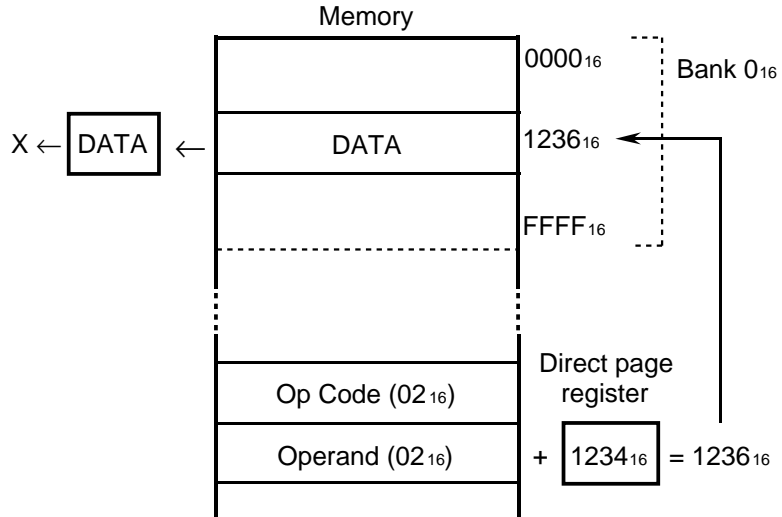 Memory
0000₁₆
Bank 0₁₆
X ← DATA ← DATA 1236₁₆
FFFF₁₆
Direct page
register
Op Code (02₁₆)
Operand (02₁₆) + 1234₁₆ = 1236₁₆